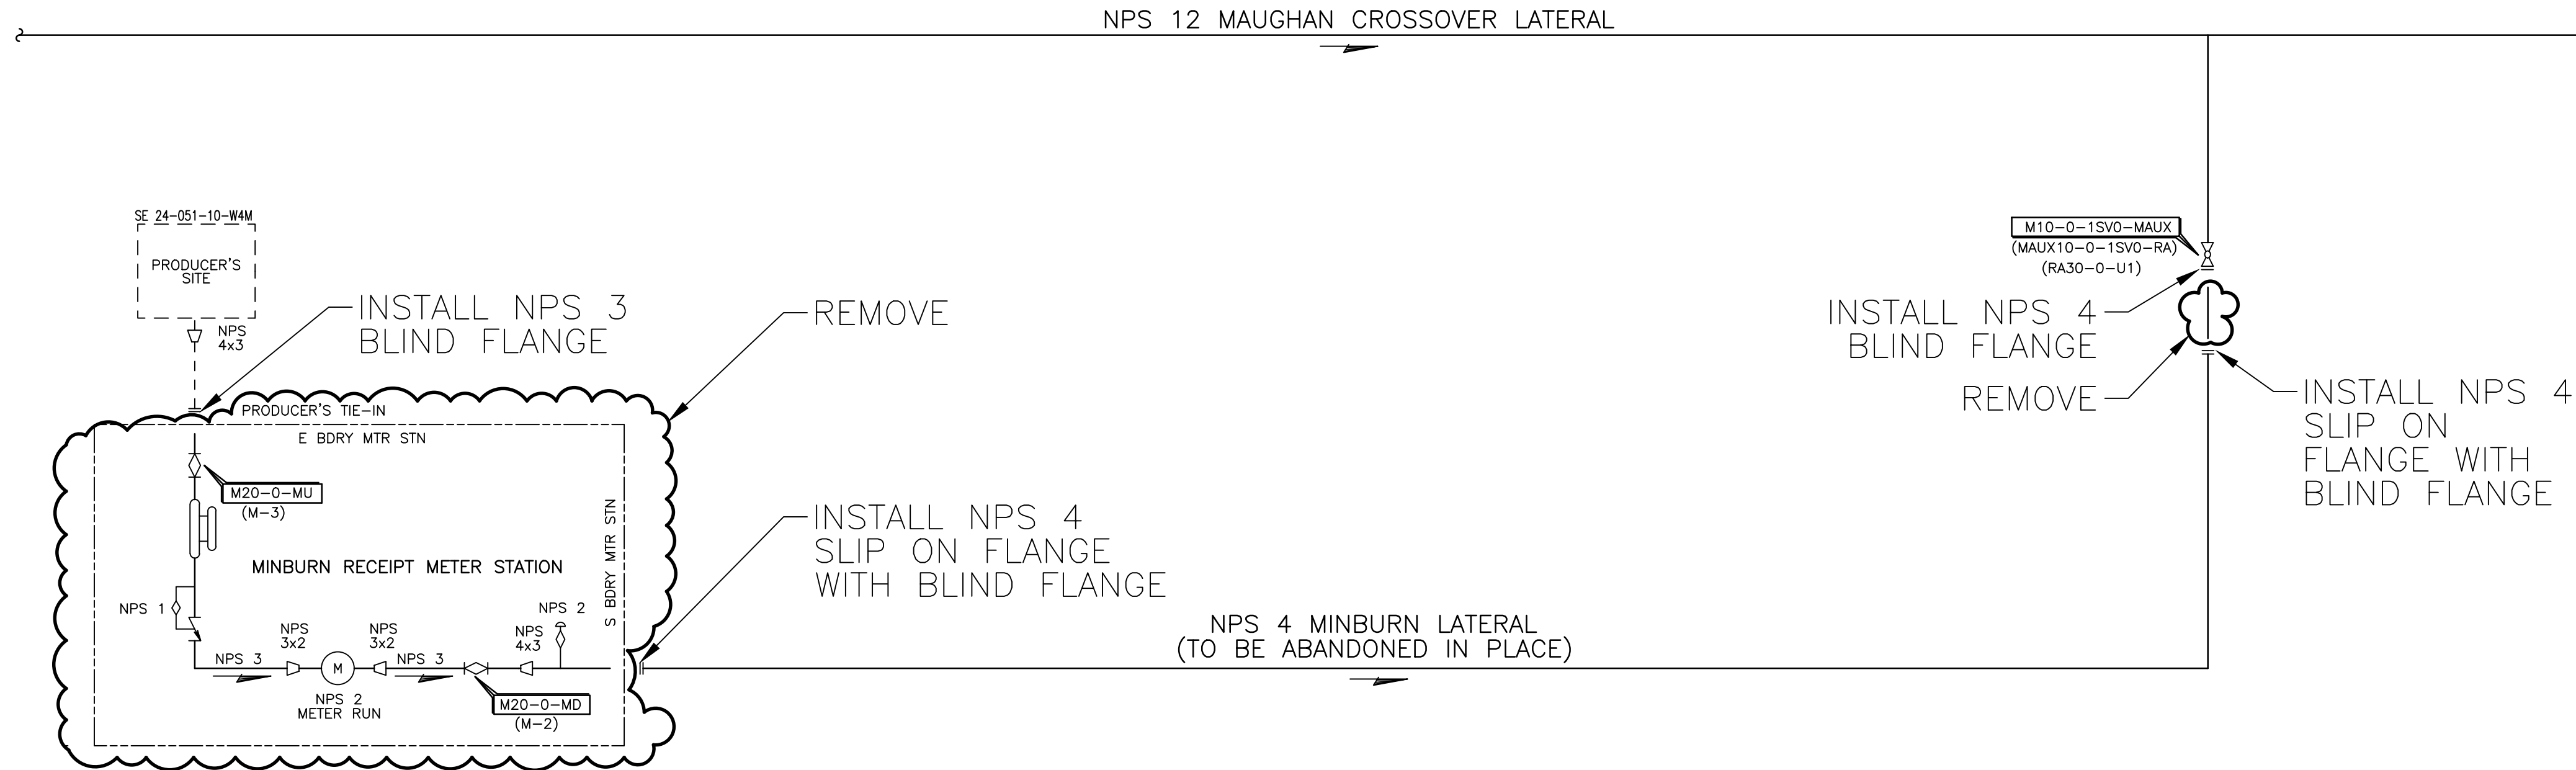 NPS 12 MAUGHAN CROSSOVER LATERAL
SE 24-051-10-W4M
PRODUCER'S
SITE
NPS
4x3
INSTALL NPS 3
BLIND FLANGE
REMOVE
M10-0-1SV0-MAUX
(MAUX10-0-1SV0-RA)
(RA30-0-U1)
INSTALL NPS 4
BLIND FLANGE
REMOVE
INSTALL NPS 4
SLIP ON
FLANGE WITH
BLIND FLANGE
PRODUCER'S TIE-IN
E BDRY MTR STN
M20-0-MU
(M-3)
S BDRY MTR STN
MINBURN RECEIPT METER STATION
INSTALL NPS 4
SLIP ON FLANGE
WITH BLIND FLANGE
NPS 1
NPS 2
NPS
3x2
NPS
3x2
NPS
4x3
NPS 3
M
NPS 3
NPS 2
METER RUN
M20-0-MD
(M-2)
NPS 4 MINBURN LATERAL
(TO BE ABANDONED IN PLACE)